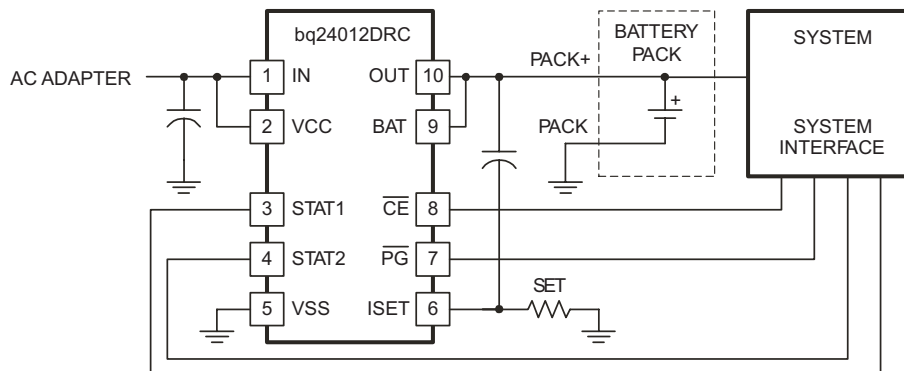 bq24012DRC
BATTERY
PACK
SYSTEM
AC ADAPTER
1 IN
OUT 10
PACK+
+
2 VCC
BAT 9
PACK
SYSTEM
INTERFACE
3 STAT1
CE 8
4 STAT2
PG 7
SET
5 VSS
ISET 6